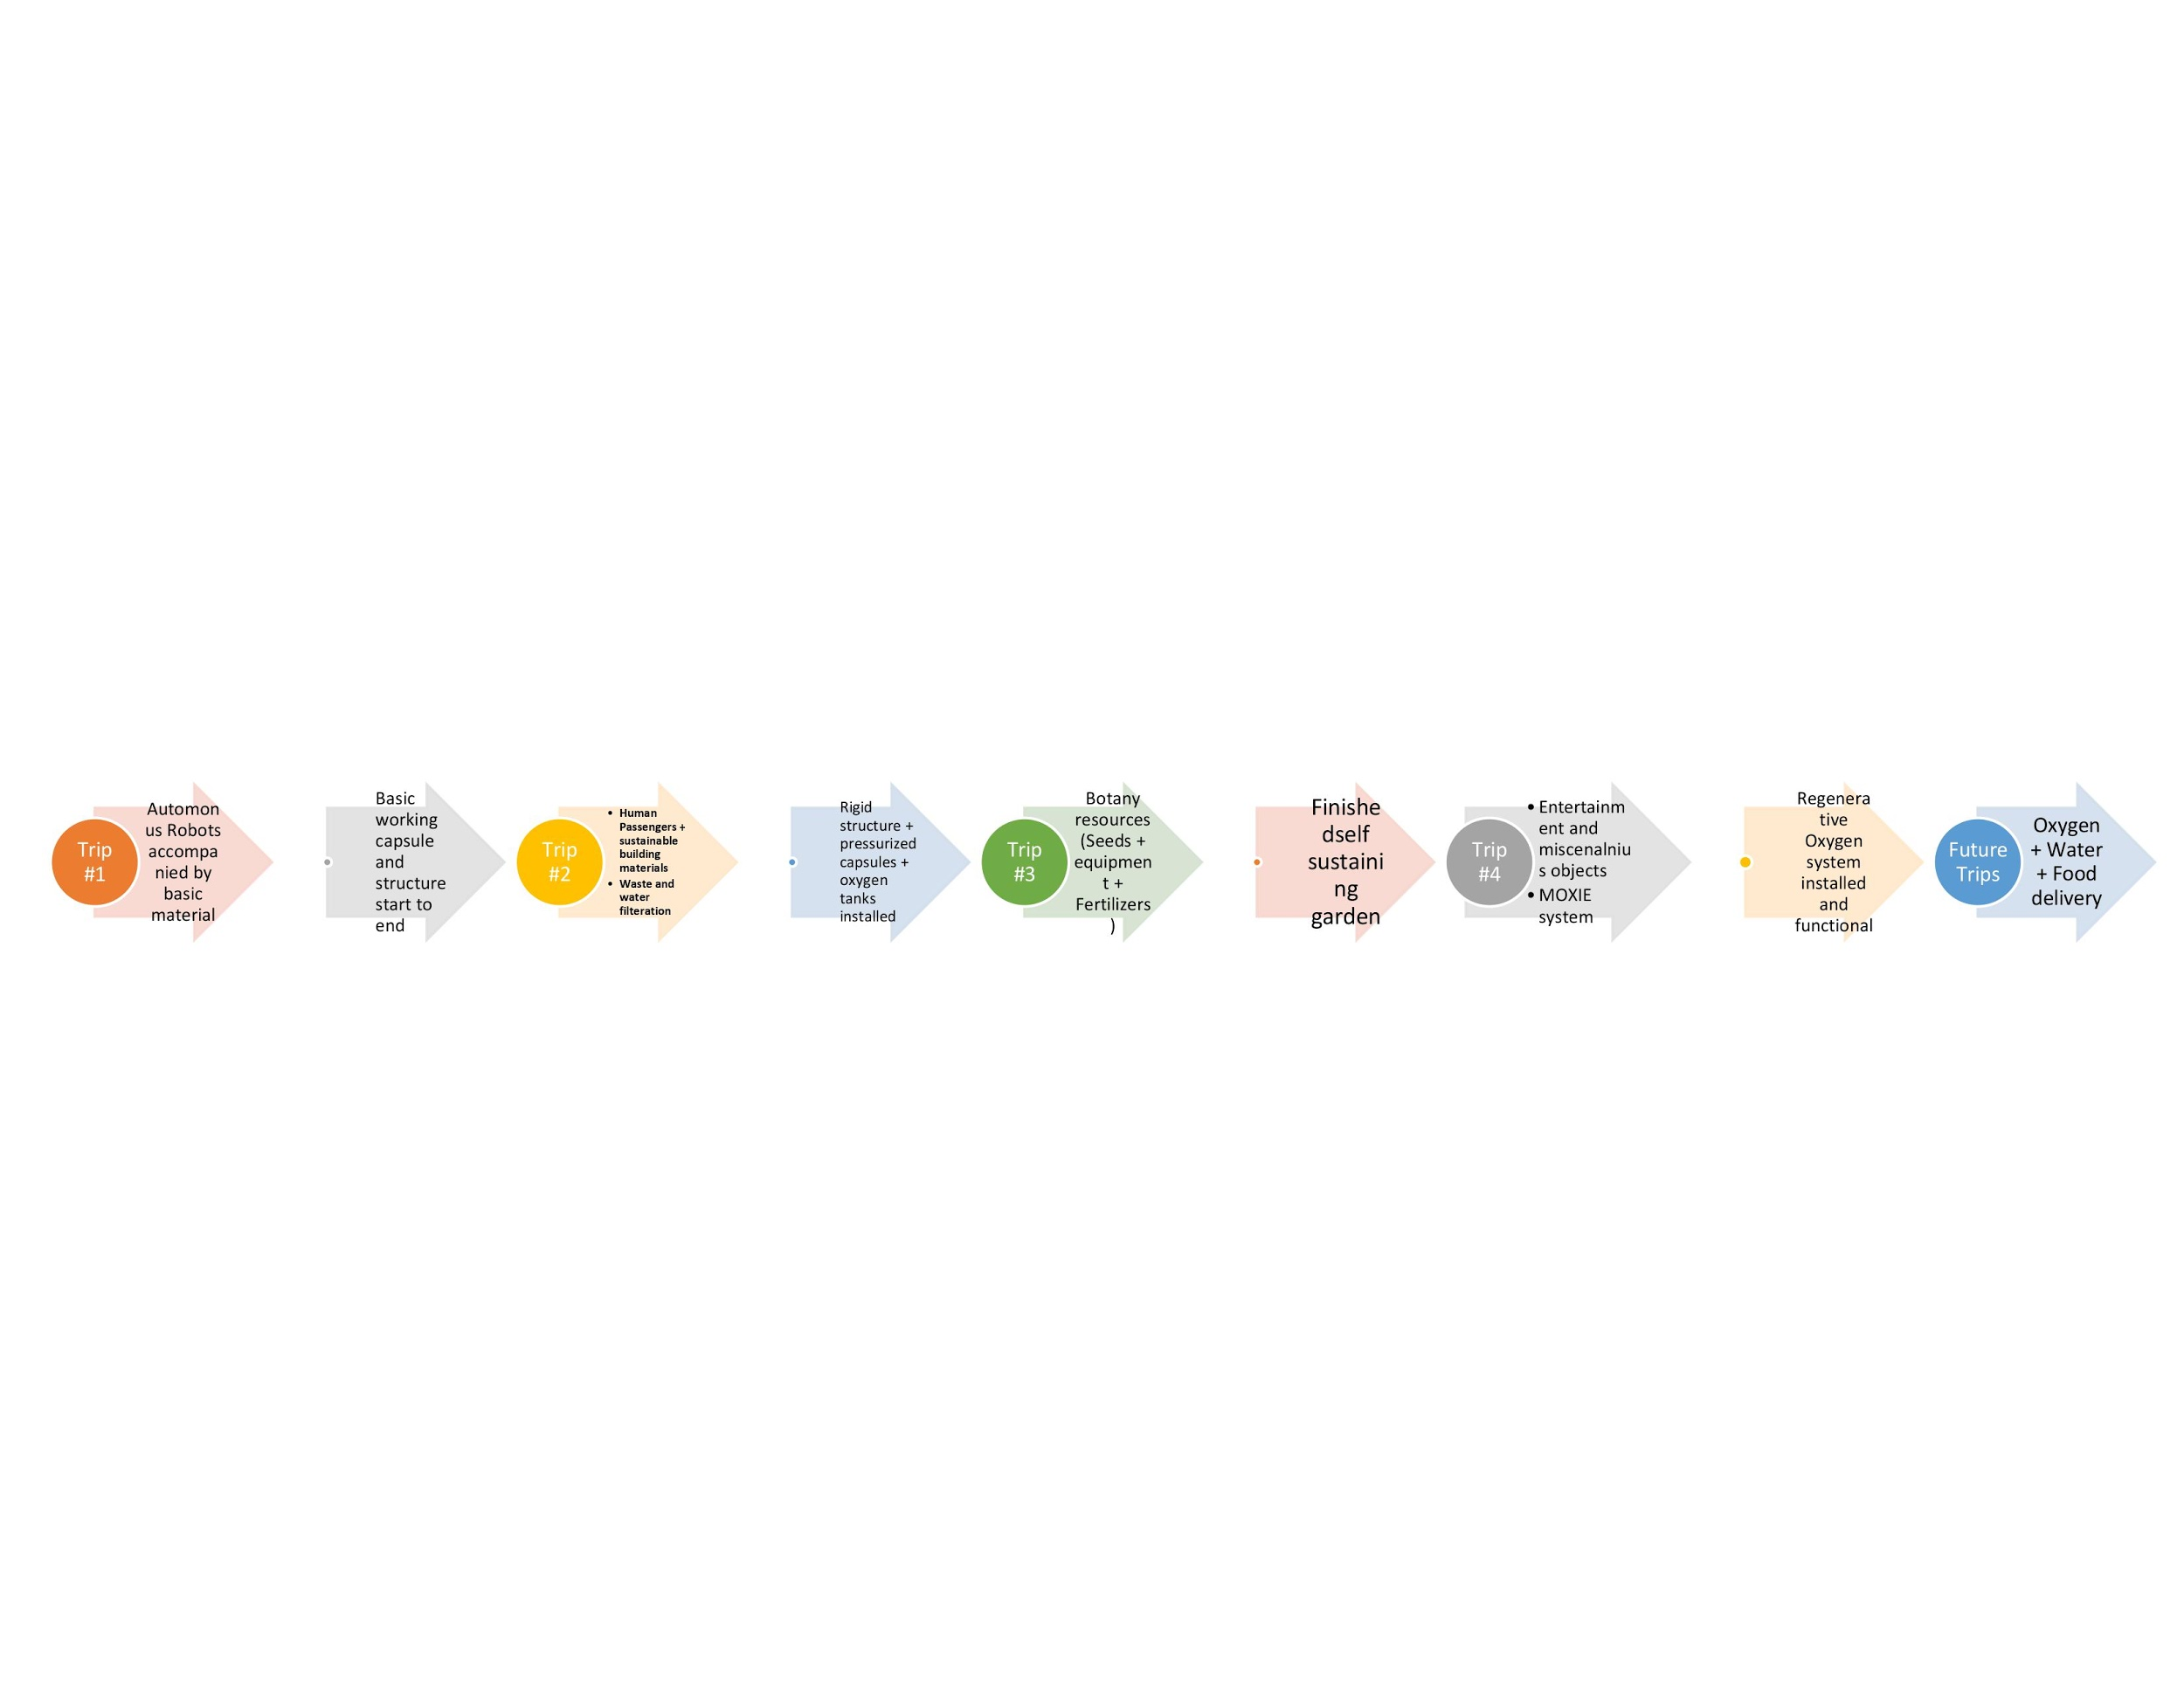 Trip
#1
Automon
us Robots
accompa
nied by
basic
material
Basic
working
capsule
and
structure
start to
end
Trip
#2
• Human
Passengers +
sustainable
building
materials
• Waste and
water
filteration
Rigid
structure +
pressurized
capsules +
oxygen
tanks
installed
Trip
#3
Botany
resources
(Seeds +
equipmen
t +
Fertilizers
)
Finishe
dself
sustaini
ng
garden
Trip
#4
• Entertainm
ent and
miscenalniu
s objects
• MOXIE
system
Regenera
tive
Oxygen
system
installed
and
functional
Future
Trips
Oxygen
+ Water
+ Food
delivery